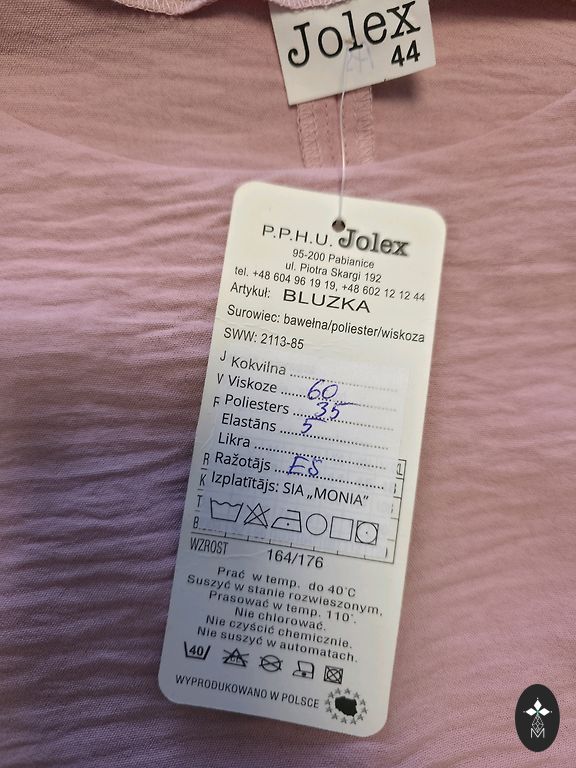 Jolex
44
P.P.H.U. Jolex
95-200 Pabianice
ul. Piotra Skargi 192
tel. +48 604 96 19 19, +48 602 12 12 44
Artykuł: BLUZKA
Surowiec: bawełna/poliester/wiskoza
SWW: 2113-85
Kokvilna ....................
Viskoze ........60
Poliesters ......35
Elastāns ......5
Likra ........................
Ražotājs ....ES
Izplatītājs: SIA „MONIA”
WZROST 164/176
Prać w temp. do 40°C
Suszyć w stanie rozwieszonym,
Prasować w temp. 110°.
Nie chlorować.
Nie czyścić chemicznie.
Nie suszyć w automatach.
40
WYPRODUKOWANO W POLSCE